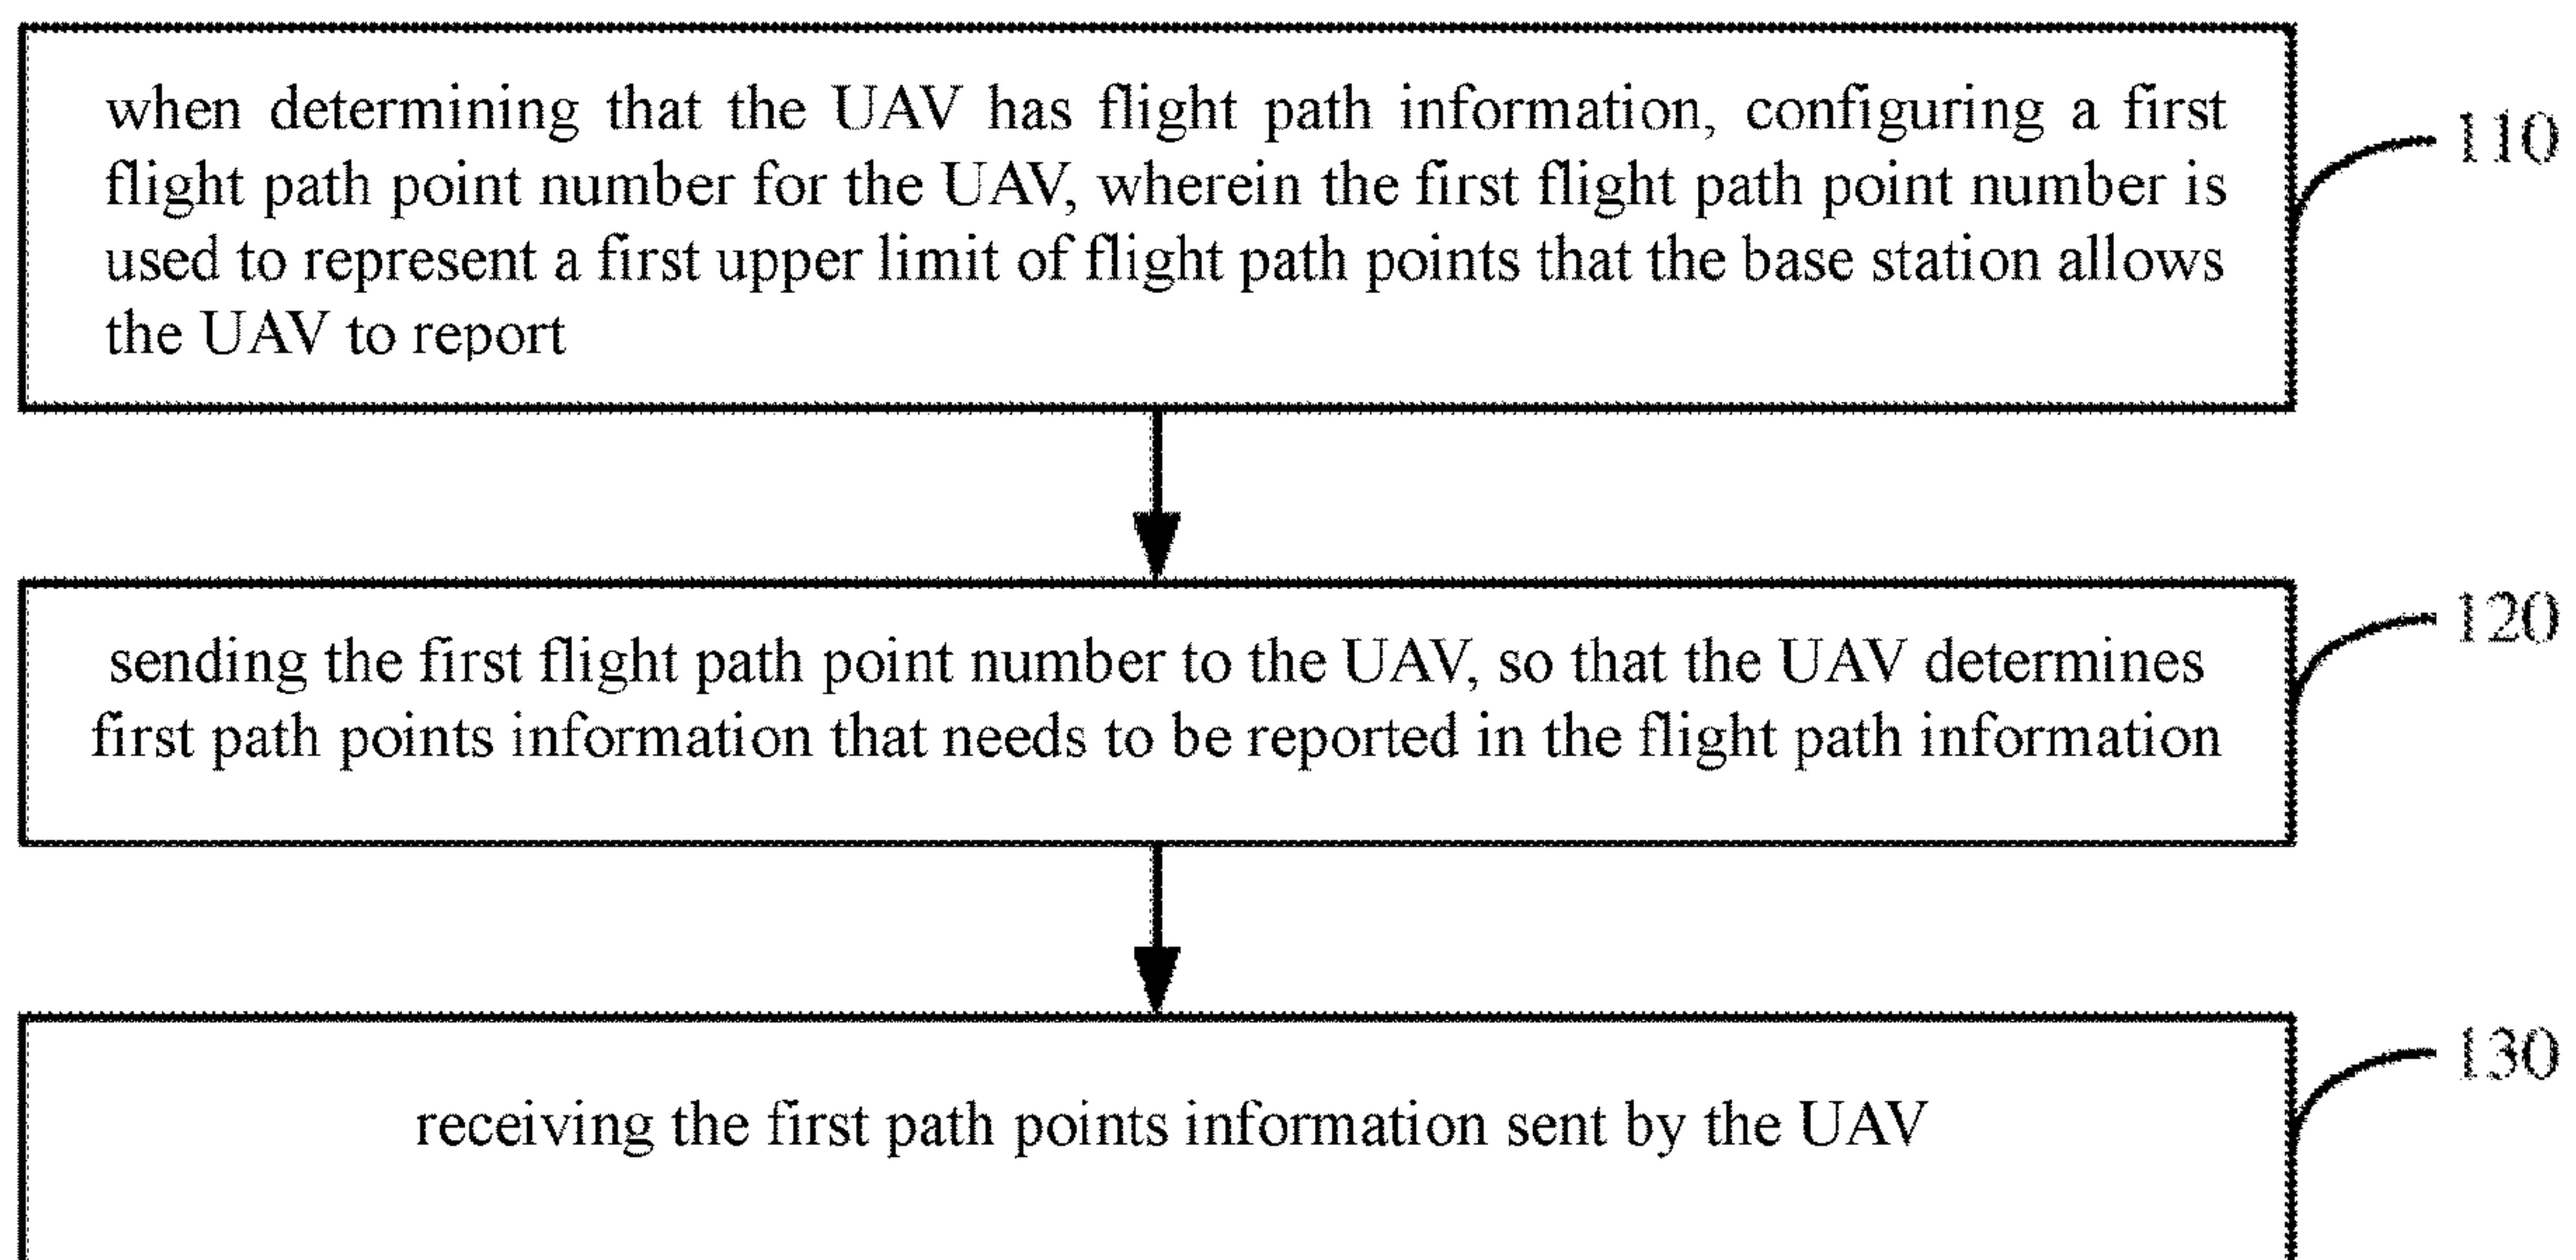 when determining that the UAV has flight path information, configuring a first
flight path point number for the UAV, wherein the first flight path point number is
used to represent a first upper limit of flight path points that the base station allows
the UAV to report
110
sending the first flight path point number to the UAV, so that the UAV determines
first path points information that needs to be reported in the flight path information
120
receiving the first path points information sent by the UAV
130